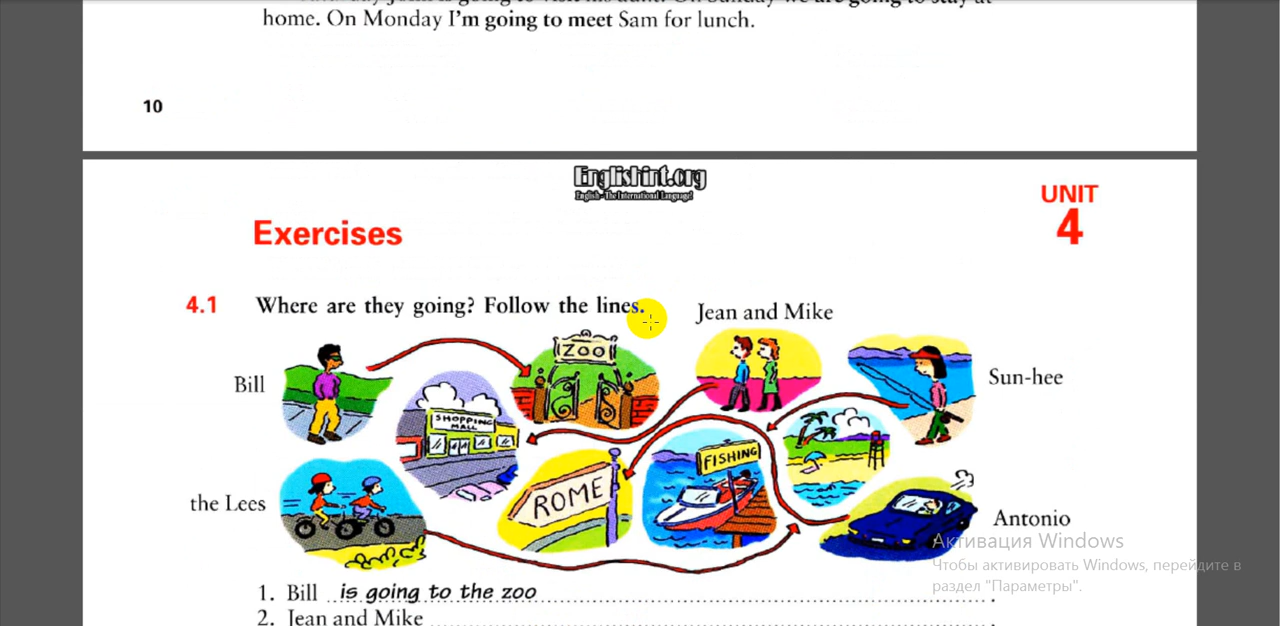 home. On Monday I'm going to meet Sam for lunch.
10
Englishint.org
English - The International Language!
UNIT
4
Exercises
4.1 Where are they going? Follow the lines.
Jean and Mike
Bill
ZOO
Sun-hee
SHOPPING
MALL
FISHING
ROME
the Lees
Antonio
Активация Windows
Чтобы активировать Windows, перейдите в
раздел "Параметры".
1. Bill is going to the zoo.
2. Jean and Mike